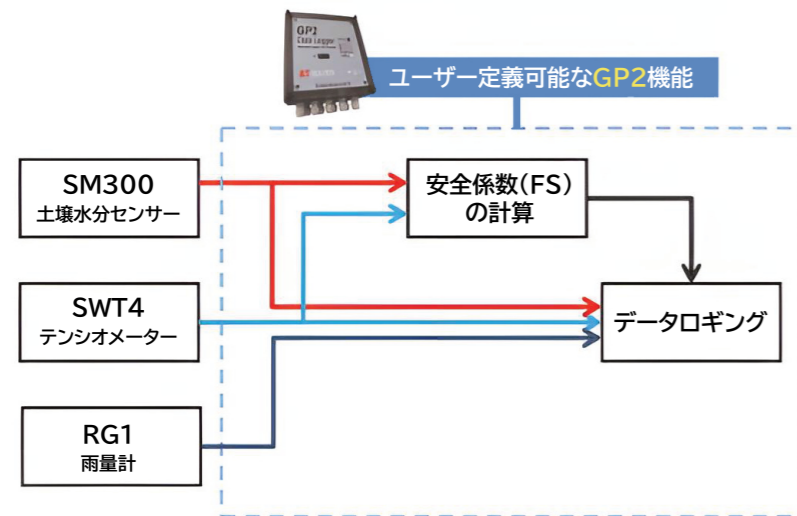 GP1
Data Logger
ユーザー定義可能なGP2機能
SM300
土壌水分センサー
安全係数(FS)
の計算
SWT4
テンシオメーター
データロギング
RG1
雨量計